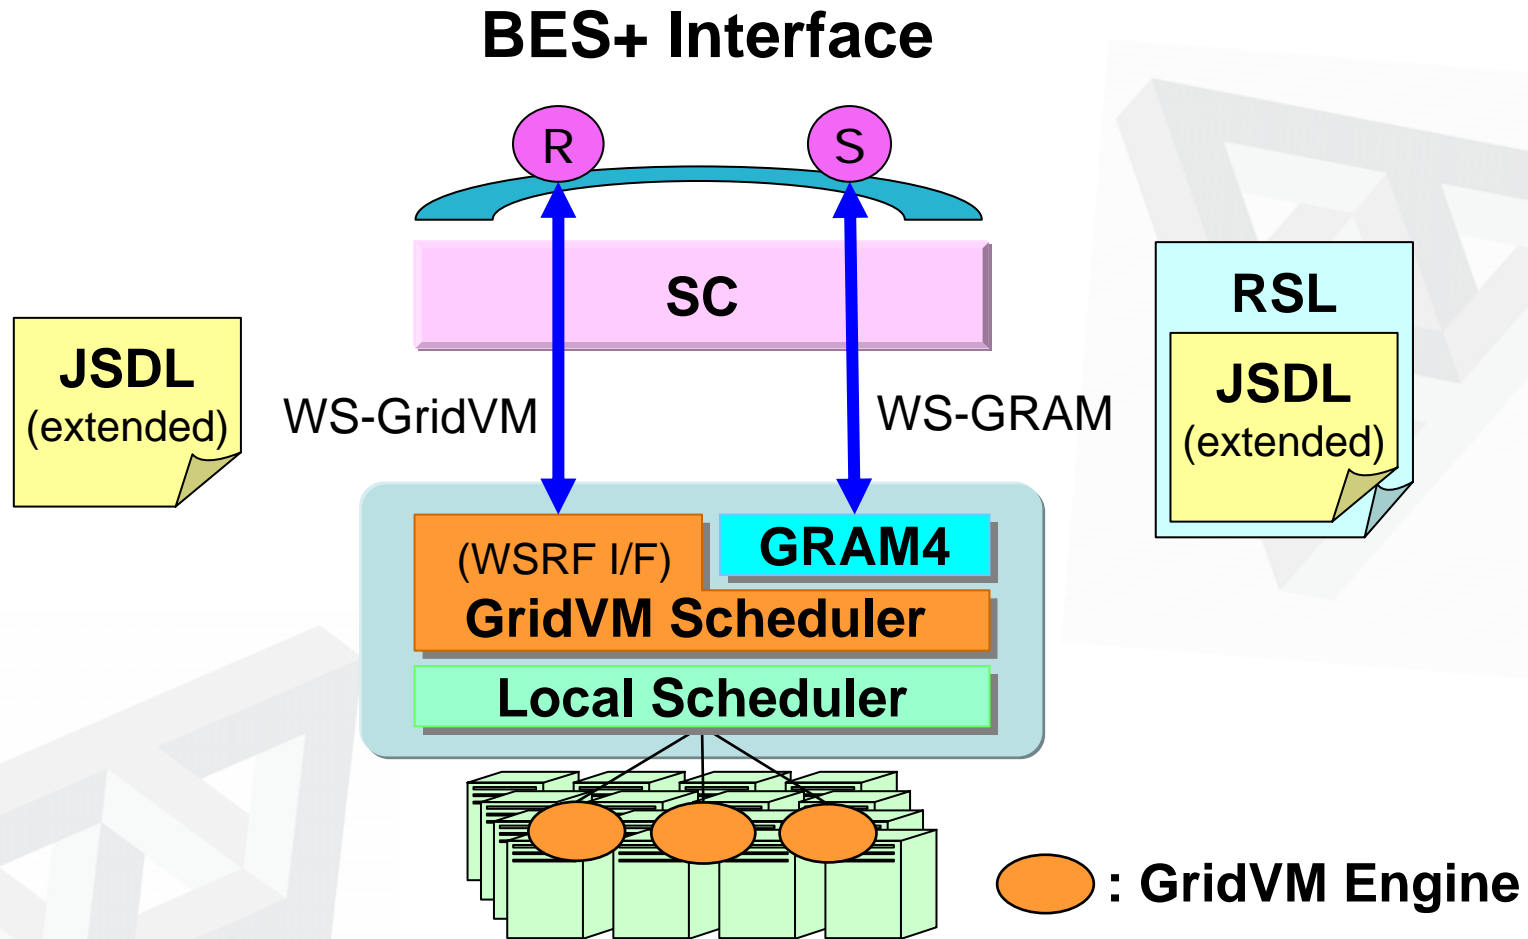 BES+ Interface
R
S
SC
RSL
JSDL
(extended)
JSDL
(extended)
WS-GridVM
WS-GRAM
(WSRF I/F)
GRAM4
GridVM Scheduler
Local Scheduler
: GridVM Engine